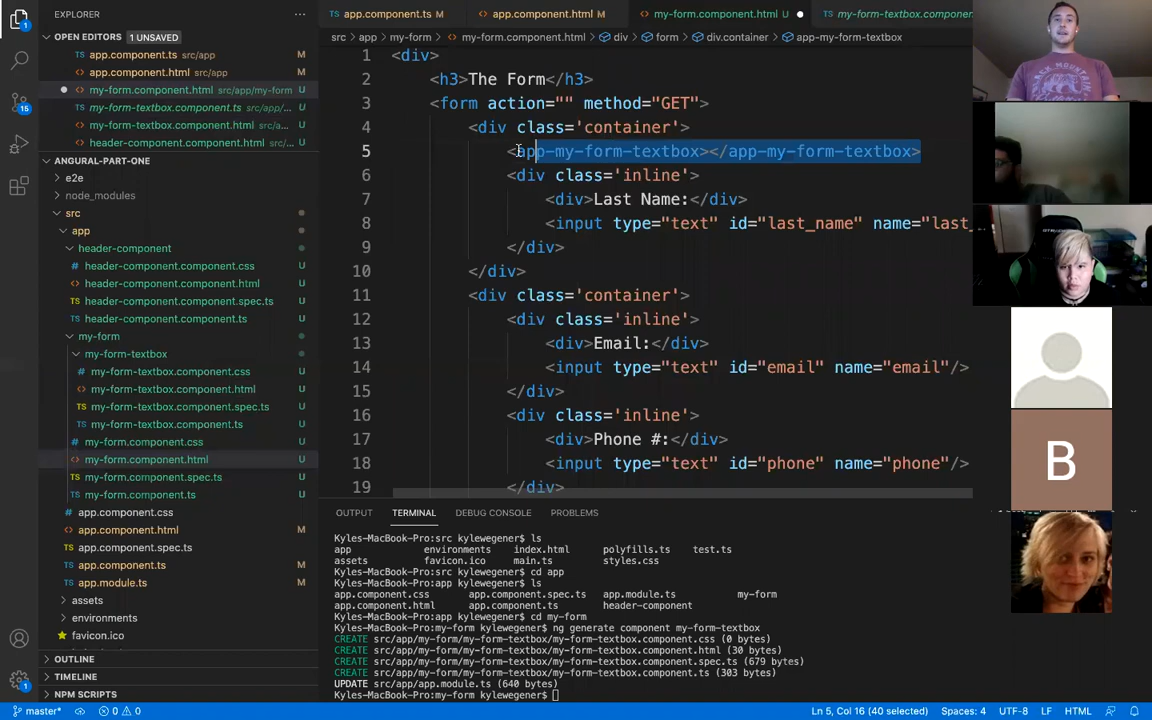 EXPLORER
OPEN EDITORS 1 UNSAVED
app.component.ts src/app
app.component.html src/app
my-form.component.html src/app/my-form
my-form-textbox.component.ts src/app/...
my-form-textbox.component.html src/app/...
header-component.component.html src/app/...
ANGURAL-PART-ONE
e2e
node_modules
src
app
header-component
header-component.component.css U
header-component.component.html U
header-component.component.spec.ts U
header-component.component.ts U
my-form
my-form-textbox
my-form-textbox.component.css U
my-form-textbox.component.html U
my-form-textbox.component.spec.ts U
my-form-textbox.component.ts U
my-form.component.css U
my-form.component.html U
my-form.component.spec.ts U
my-form.component.ts U
app.component.css
app.component.html M
app.component.spec.ts
app.component.ts M
app.module.ts M
assets
environments
favicon.ico
OUTLINE
TIMELINE
NPM SCRIPTS
app.component.ts M app.component.html M my-form.component.html U my-form-textbox.component
src > app > my-form > my-form.component.html > div > form > div.container > app-my-form-textbox
1 <div>
2 <h3>The Form</h3>
3 <form action="" method="GET">
4 <div class='container'>
5 <app-my-form-textbox></app-my-form-textbox>
6 <div class='inline'>
7 <div>Last Name:</div>
8 <input type="text" id="last_name" name="last_
9 </div>
10 </div>
11 <div class='container'>
12 <div class='inline'>
13 <div>Email:</div>
14 <input type="text" id="email" name="email"/>
15 </div>
16 <div class='inline'>
17 <div>Phone #:</div>
18 <input type="text" id="phone" name="phone"/>
19 </div>
OUTPUT TERMINAL DEBUG CONSOLE PROBLEMS
Kyles-MacBook-Pro:src kylewegener$ ls
app environments index.html polyfills.ts test.ts
assets favicon.ico main.ts styles.css
Kyles-MacBook-Pro:src kylewegener$ cd app
Kyles-MacBook-Pro:app kylewegener$ ls
app.component.css app.component.spec.ts app.module.ts my-form
app.component.html app.component.ts header-component
Kyles-MacBook-Pro:app kylewegener$ cd my-form
Kyles-MacBook-Pro:my-form kylewegener$ ng generate component my-form-textbox
CREATE src/app/my-form/my-form-textbox/my-form-textbox.component.css (0 bytes)
CREATE src/app/my-form/my-form-textbox/my-form-textbox.component.html (30 bytes)
CREATE src/app/my-form/my-form-textbox/my-form-textbox.component.spec.ts (679 bytes)
CREATE src/app/my-form/my-form-textbox/my-form-textbox.component.ts (303 bytes)
UPDATE src/app/app.module.ts (640 bytes)
Kyles-MacBook-Pro:my-form kylewegener$
master* 0 0 Ln 5, Col 16 (40 selected) Spaces: 4 UTF-8 LF HTML
1
15
1
B